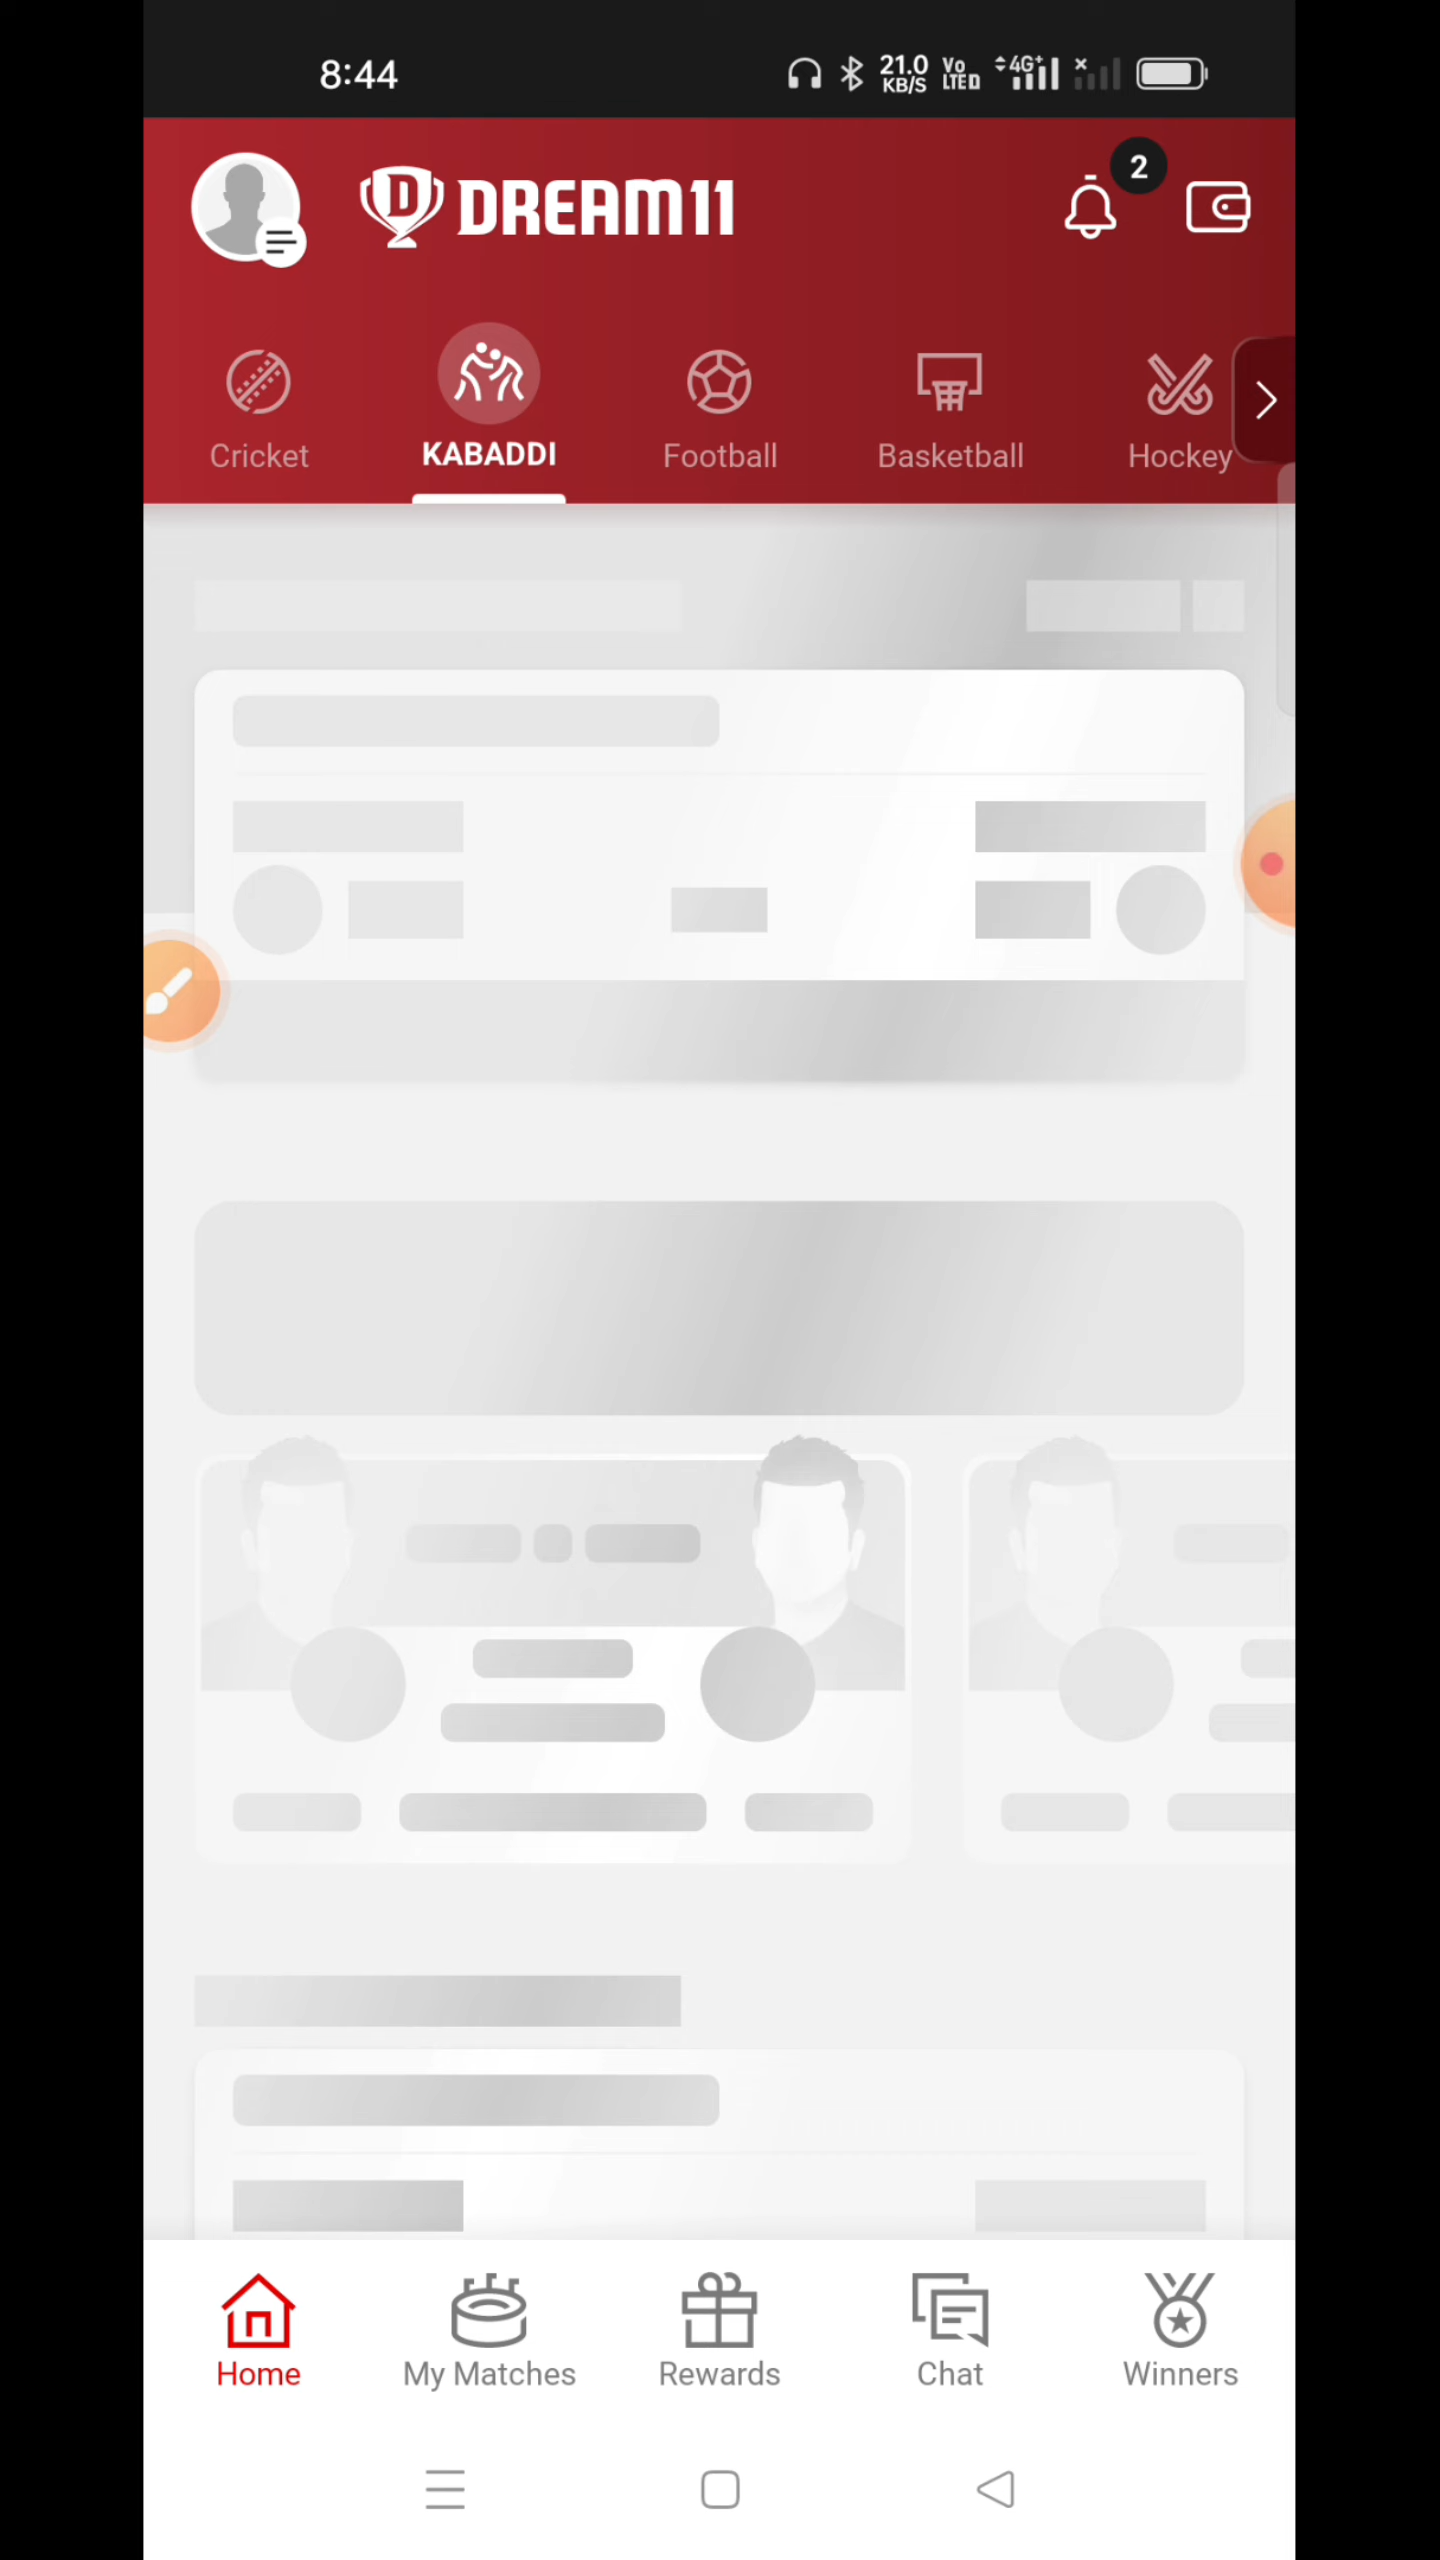 8:44
21.0
KB/S
Vo
LTED
4G+
2
DREAM11
Cricket
KABADDI
Football
Basketball
Hockey
Home
My Matches
Rewards
Chat
Winners